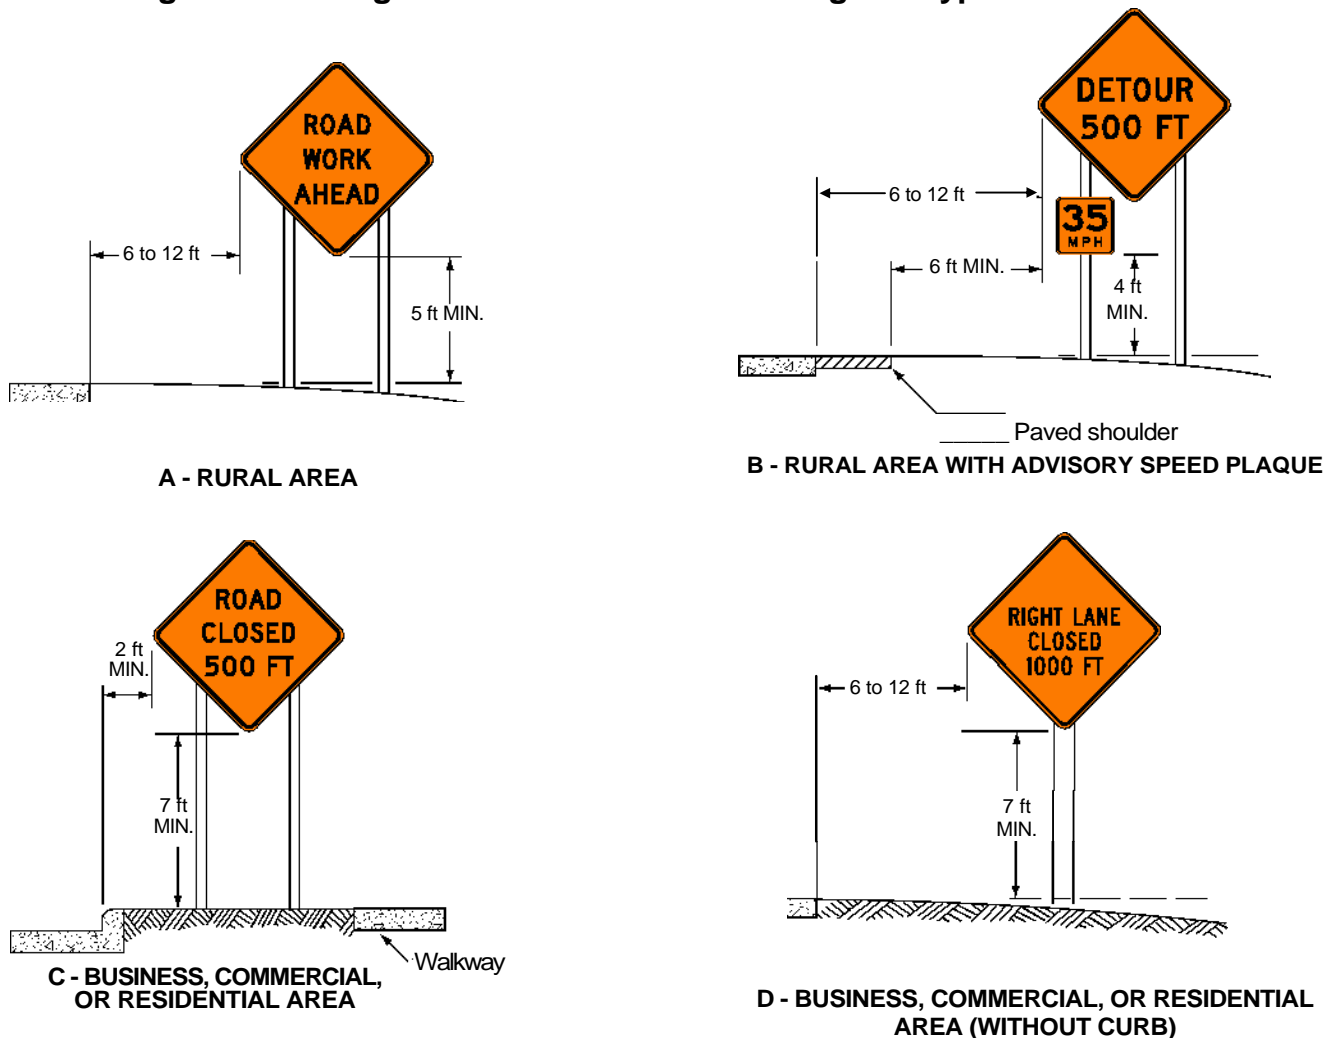 ROAD
WORK
AHEAD
6 to 12 ft
5 ft MIN.
A - RURAL AREA
DETOUR
500 FT
6 to 12 ft
35
MPH
6 ft MIN.
4 ft
MIN.
Paved shoulder
B - RURAL AREA WITH ADVISORY SPEED PLAQUE
ROAD
CLOSED
500 FT
2 ft
MIN.
7 ft
MIN.
Walkway
C - BUSINESS, COMMERCIAL,
OR RESIDENTIAL AREA
RIGHT LANE
CLOSED
1000 FT
6 to 12 ft
7 ft
MIN.
D - BUSINESS, COMMERCIAL, OR RESIDENTIAL
AREA (WITHOUT CURB)